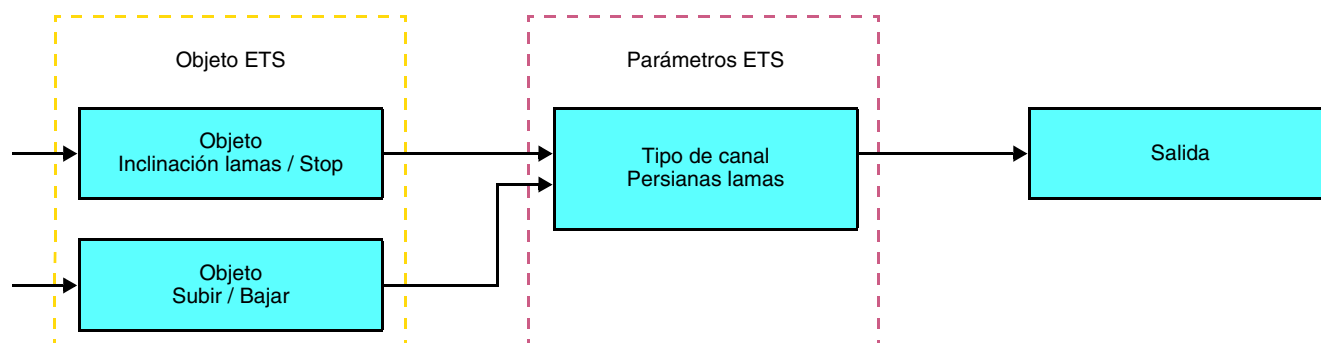 Objeto ETS
Parámetros ETS
Objeto
Inclinación lamas / Stop
Tipo de canal
Persianas lamas
Salida
Objeto
Subir / Bajar